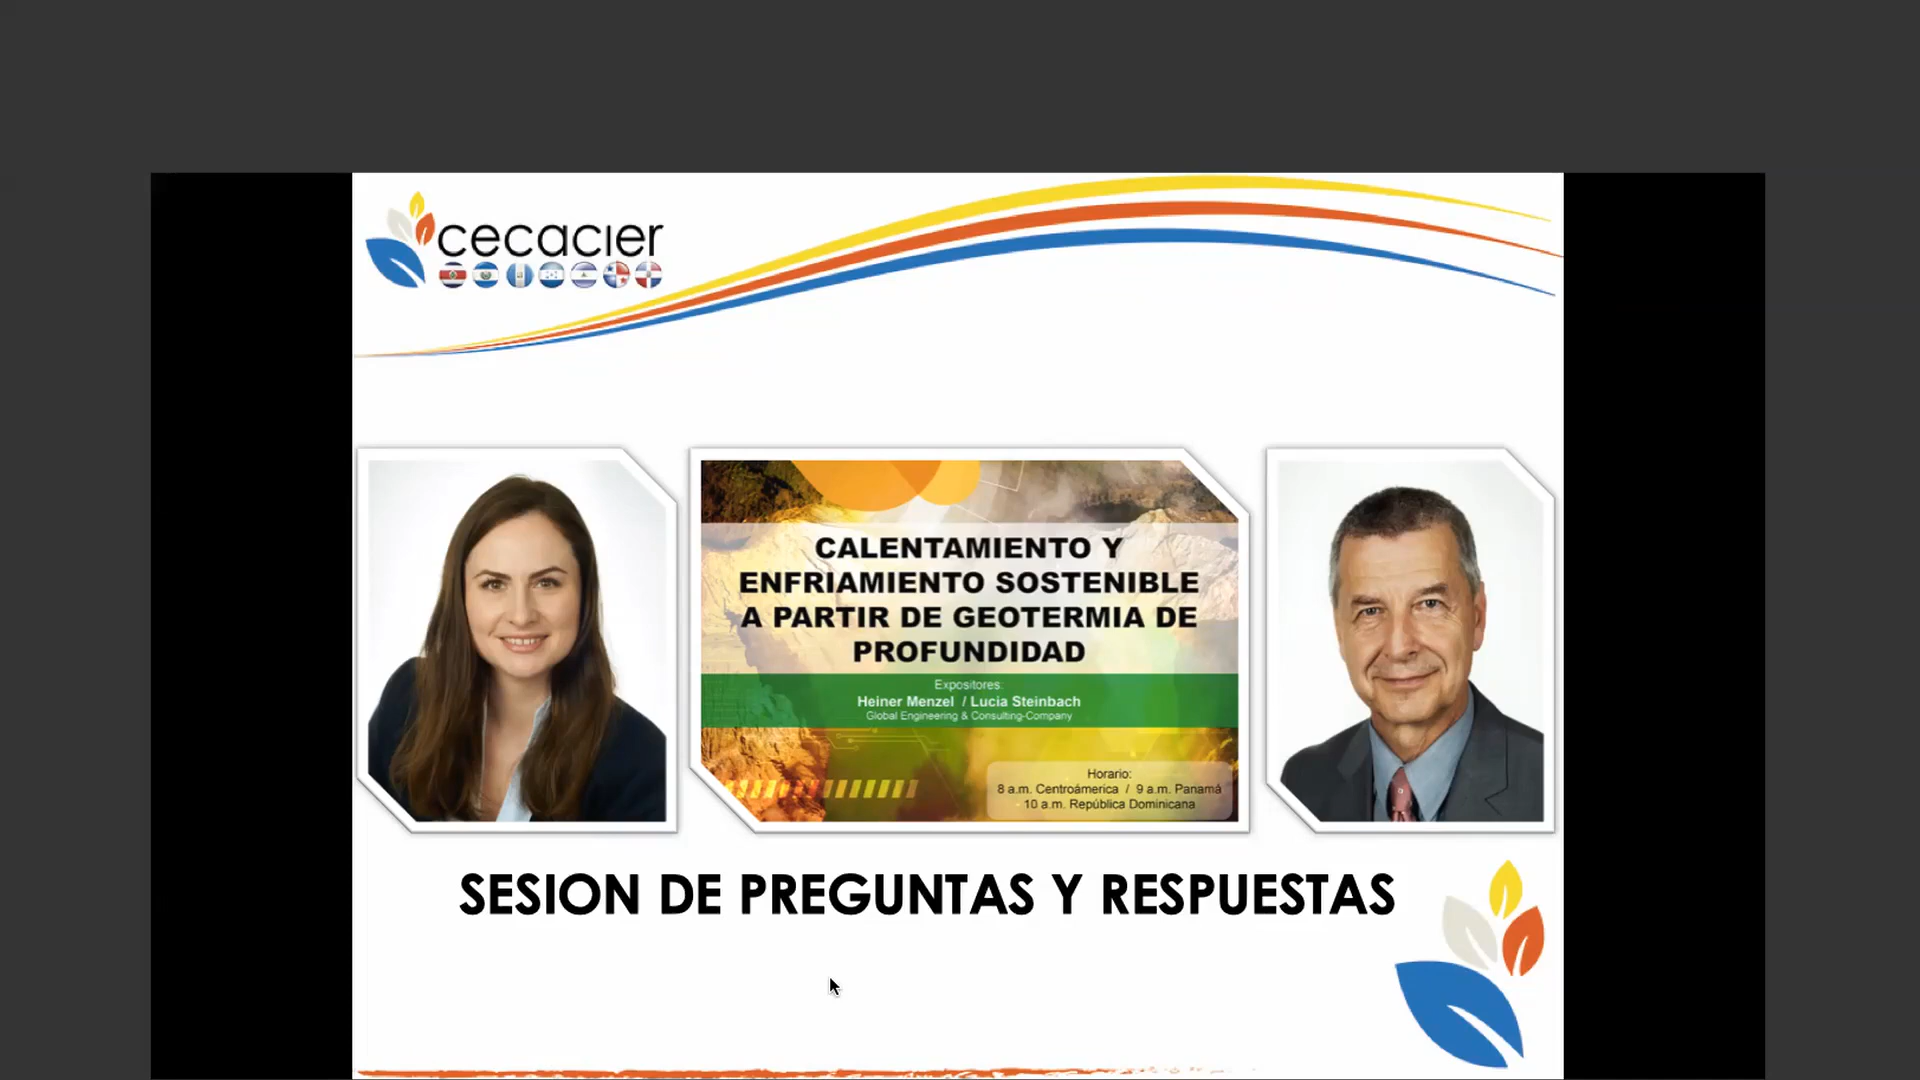 cecacier
CALENTAMIENTO Y
ENFRIAMIENTO SOSTENIBLE
A PARTIR DE GEOTERMIA DE
PROFUNDIDAD
Expositores:
Heiner Menzel / Lucia Steinbach
Global Engineering & Consulting-Company
Horario:
8 a.m. Centroámerica / 9 a.m. Panamá
10 a.m. República Dominicana
SESION DE PREGUNTAS Y RESPUESTAS